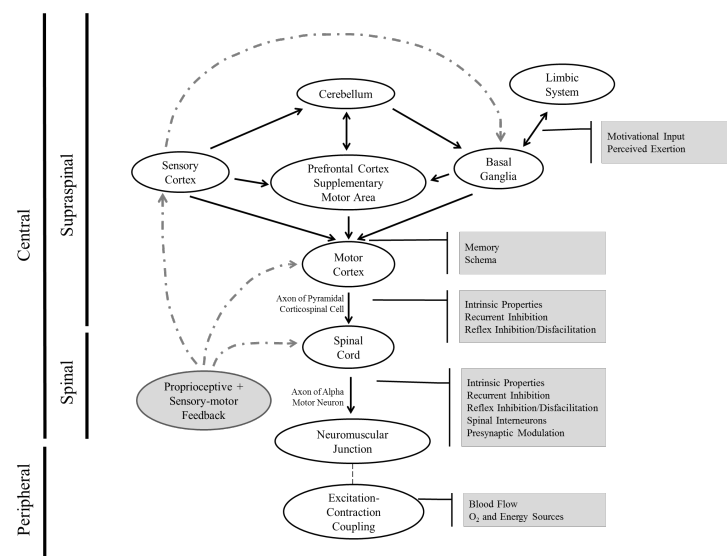 Central
Supraspinal
Spinal
Peripheral
Cerebellum
Limbic
System
Motivational Input
Perceived Exertion
Sensory
Cortex
Prefrontal Cortex
Supplementary
Motor Area
Basal
Ganglia
Motor
Cortex
Memory
Schema
Axon of Pyramidal
Corticospinal Cell
Intrinsic Properties
Recurrent Inhibition
Reflex Inhibition/Disfacilitation
Spinal
Cord
Proprioceptive +
Sensory-motor
Feedback
Axon of Alpha
Motor Neuron
Intrinsic Properties
Recurrent Inhibition
Reflex Inhibition/Disfacilitation
Spinal Interneurons
Presynaptic Modulation
Neuromuscular
Junction
Excitation-
Contraction
Coupling
Blood Flow
O₂ and Energy Sources